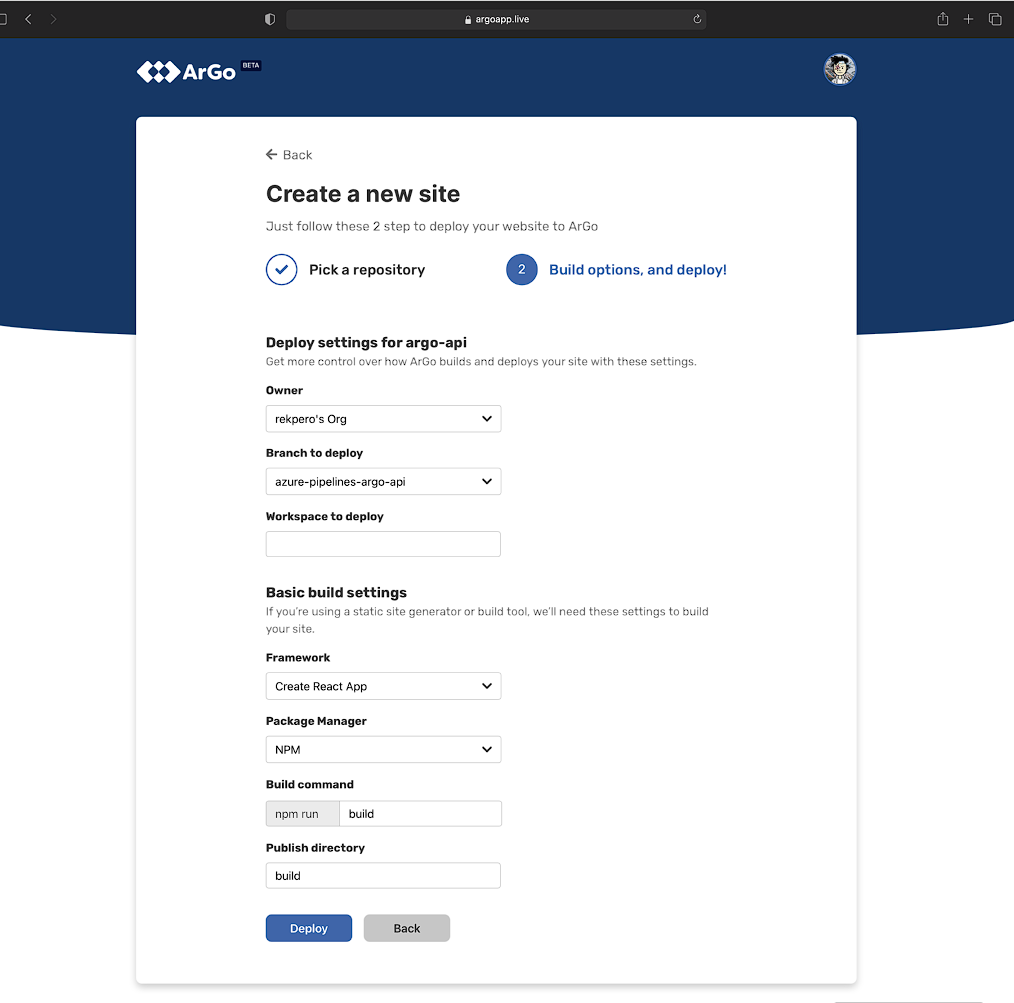 argoapp.live
ArGo BETA
Back
Create a new site
Just follow these 2 step to deploy your website to ArGo
Pick a repository
2 Build options, and deploy!
Deploy settings for argo-api
Get more control over how ArGo builds and deploys your site with these settings.
Owner
rekpero's Org
Branch to deploy
azure-pipelines-argo-api
Workspace to deploy
Basic build settings
If you're using a static site generator or build tool, we'll need these settings to build
your site.
Framework
Create React App
Package Manager
NPM
Build command
npm run build
Publish directory
build
Deploy Back